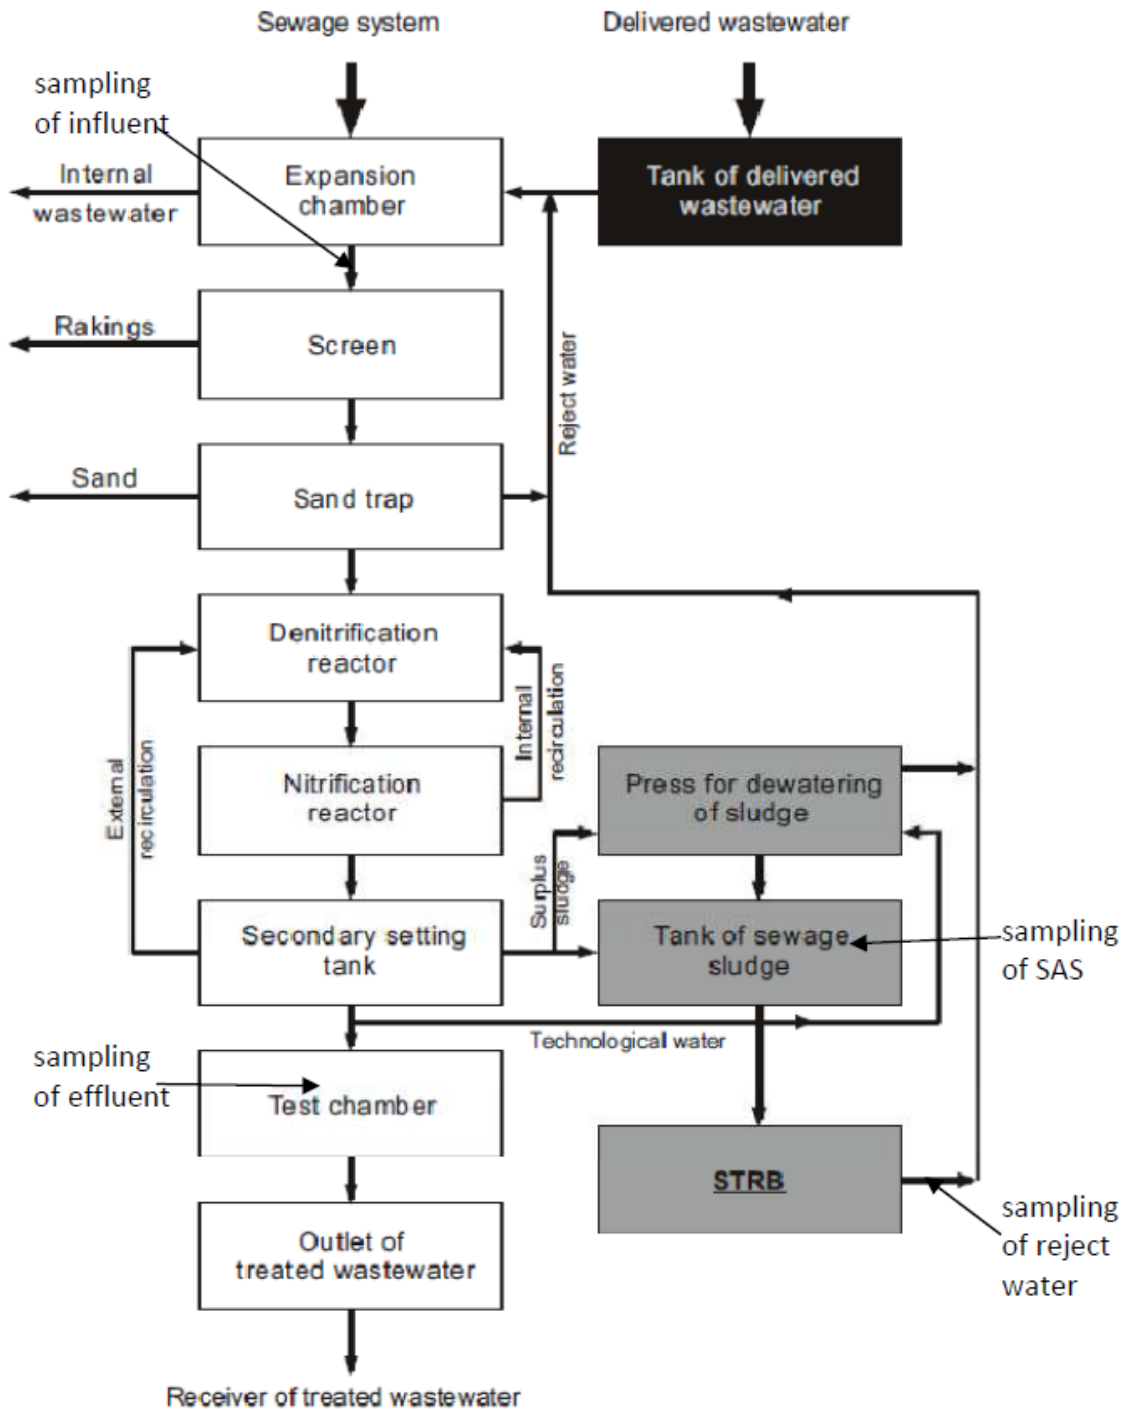 Sewage system
Delivered wastewater
sampling
of influent
Expansion
chamber
Tank of delivered
wastewater
Internal
wastewater
Rakings
Screen
Reject water
Sand
Sand trap
Denitrification
reactor
Internal
recirculation
External
recirculation
Nitrification
reactor
Press for dewatering
of sludge
Surplus
sludge
Secondary setting
tank
Tank of sewage
sludge
sampling
of SAS
Technological water
sampling
of effluent
Test chamber
STRB
sampling
of reject
water
Outlet of
treated wastewater
Receiver of treated wastewater